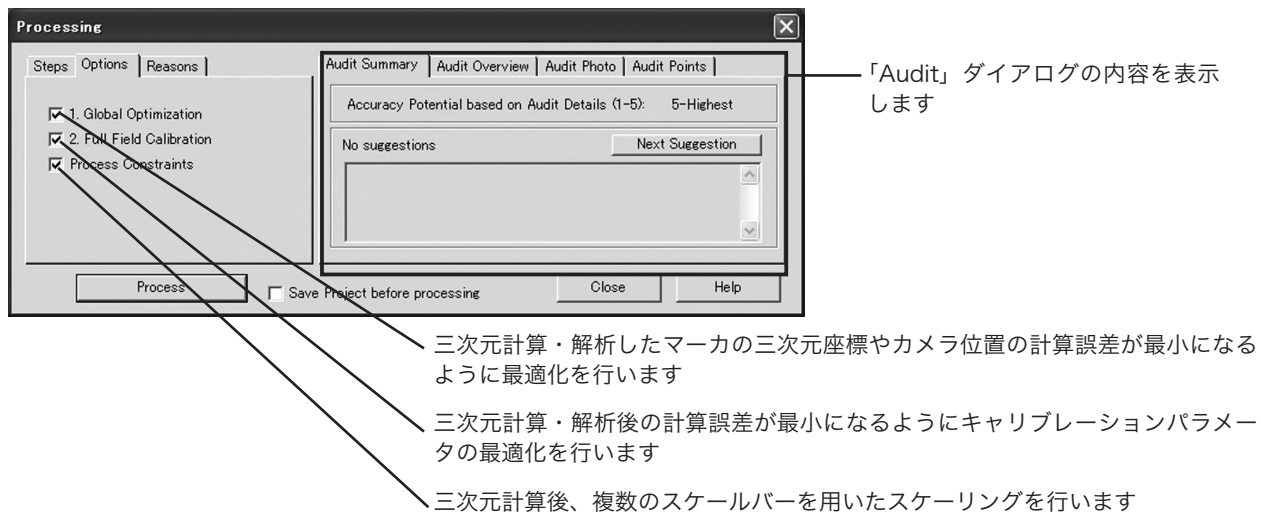 Processing
Steps Options Reasons
1. Global Optimization
2. Full Field Calibration
Process Constraints
Audit Summary Audit Overview Audit Photo Audit Points
Accuracy Potential based on Audit Details (1-5): 5-Highest
No suggestions Next Suggestion
Process Save Project before processing Close Help
「Audit」ダイアログの内容を表示
します
三次元計算・解析したマーカの三次元座標やカメラ位置の計算誤差が最小になる
ように最適化を行います
三次元計算・解析後の計算誤差が最小になるようにキャリブレーションパラメー
タの最適化を行います
三次元計算後、複数のスケールバーを用いたスケーリングを行います